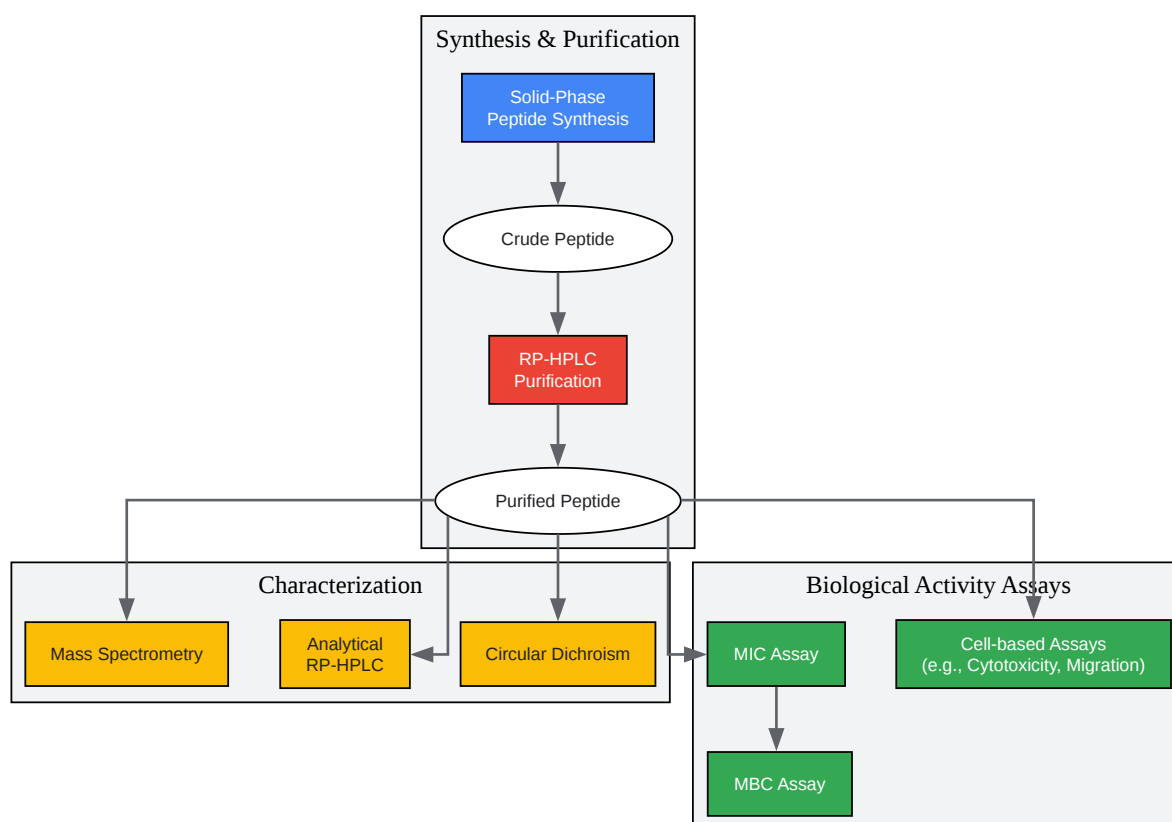 Synthesis & Purification
Solid-Phase
Peptide Synthesis
Crude Peptide
RP-HPLC
Purification
Purified Peptide
Characterization
Mass Spectrometry
Analytical
RP-HPLC
Circular Dichroism
Biological Activity Assays
MIC Assay
Cell-based Assays
(e.g., Cytotoxicity, Migration)
MBC Assay